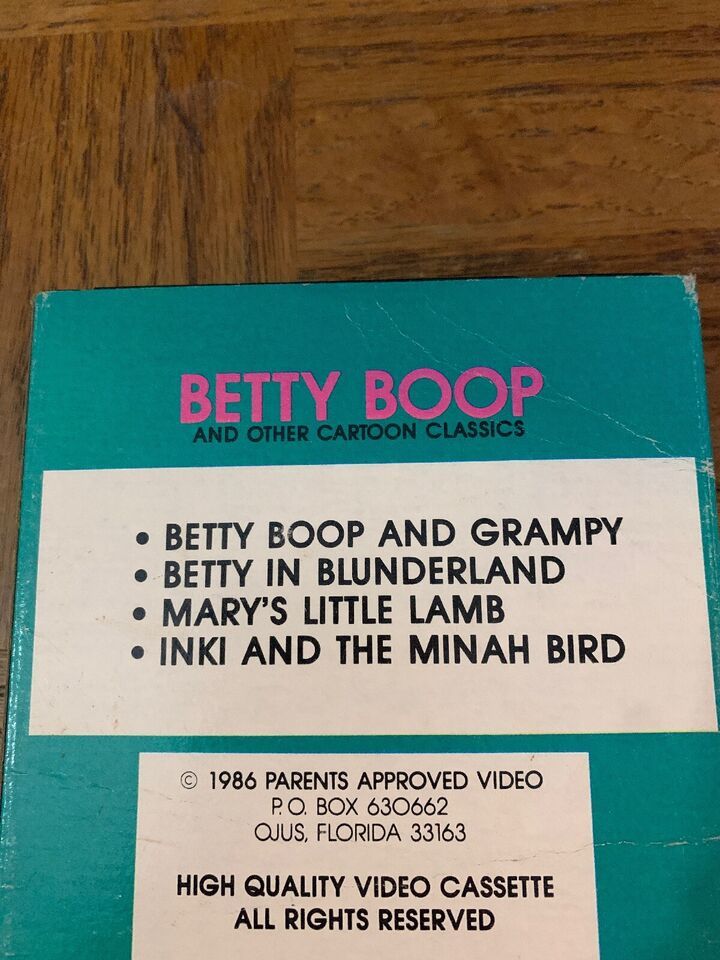 BETTY BOOP
AND OTHER CARTOON CLASSICS
• BETTY BOOP AND GRAMPY
• BETTY IN BLUNDERLAND
• MARY'S LITTLE LAMB
• INKI AND THE MINAH BIRD
© 1986 PARENTS APPROVED VIDEO
P.O. BOX 630662
OJUS, FLORIDA 33163
HIGH QUALITY VIDEO CASSETTE
ALL RIGHTS RESERVED